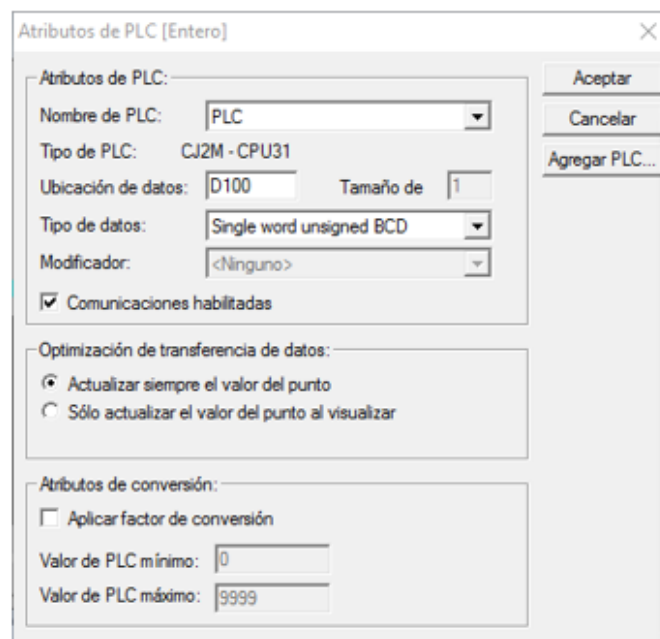 Atributos de PLC [Entero]
Atributos de PLC:
Nombre de PLC: PLC
Tipo de PLC: CJ2M - CPU31
Ubicación de datos: D100 Tamaño de 1
Tipo de datos: Single word unsigned BCD
Modificador: <Ninguno>
Comunicaciones habilitadas
Optimización de transferencia de datos:
Actualizar siempre el valor del punto
Sólo actualizar el valor del punto al visualizar
Atributos de conversión:
Aplicar factor de conversión
Valor de PLC mínimo: 0
Valor de PLC máximo: 9999
Aceptar
Cancelar
Agregar PLC...